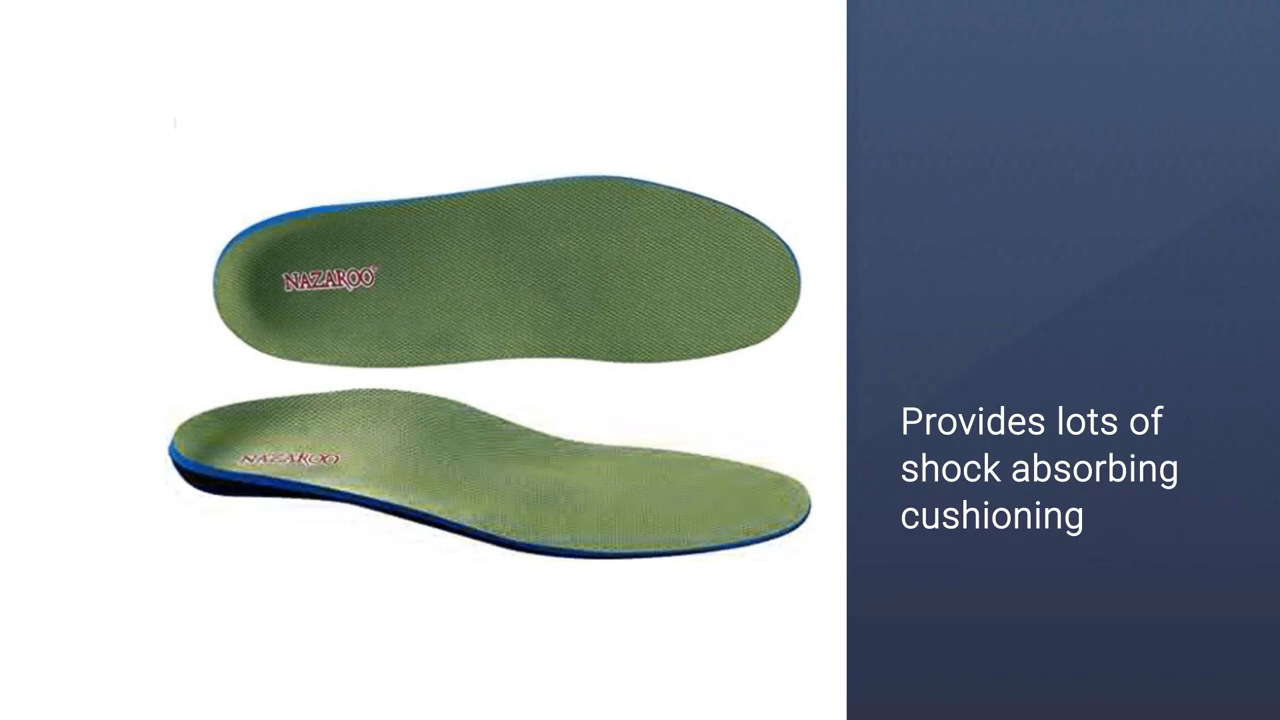 NAZAROO®
NAZAROO
Provides lots of
shock absorbing
cushioning